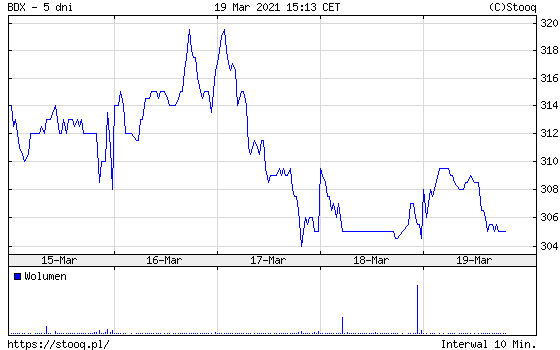 BDX - 5 dni 19 Mar 2021 15:13 CET (C)Stooq
320
318
316
314
312
310
308
306
304
15-Mar 16-Mar 17-Mar 18-Mar 19-Mar
Wolumen
https://stooq.pl/ Interwal 10 Min.